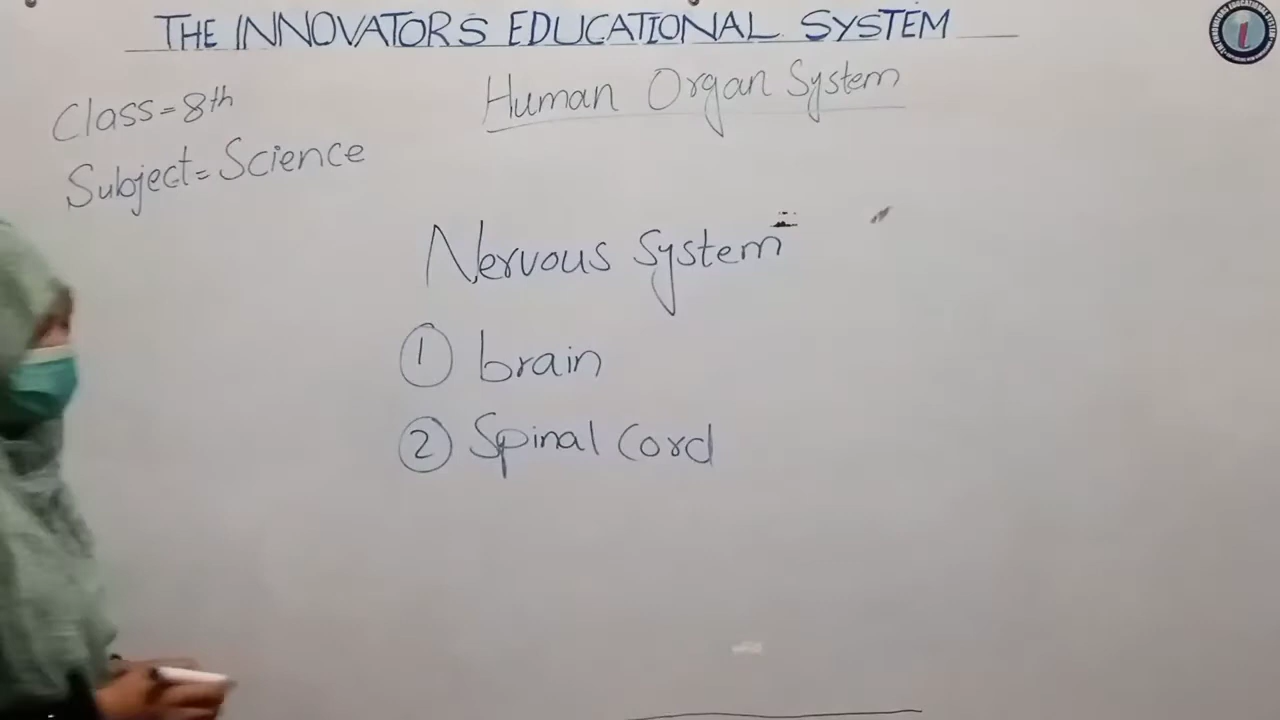 THE INNOVATORS EDUCATIONAL SYSTEM
Human Organ System
Class = 8th
Subject = Science
Nervous System
① brain
② Spinal Cord